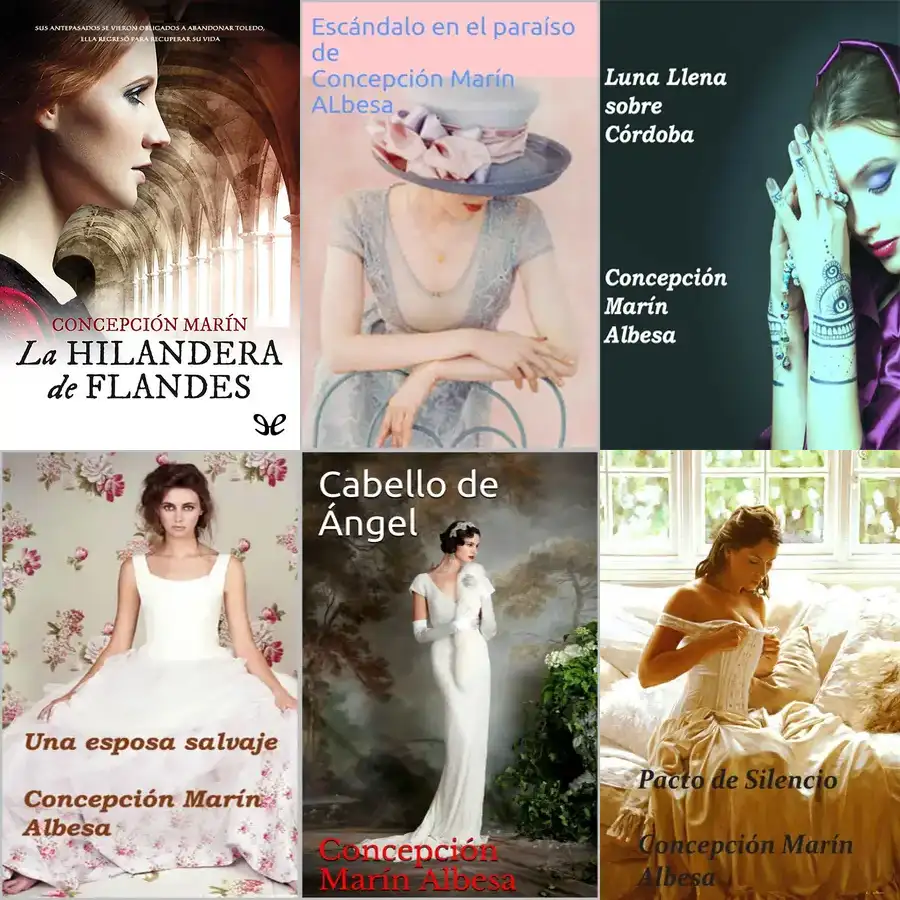 SUS ANTEPASADOS SE VIERON OBLIGADOS A ABANDONAR TOLEDO,
ELLA REGRESÓ PARA RECUPERAR SU VIDA
CONCEPCIÓN MARÍN
La HILANDERA
de FLANDES
Escándalo en el paraíso
de
Concepción Marín
ALbesa
Luna Llena
sobre
Córdoba
Concepción
Marín
Albesa
Una esposa salvaje
Concepción Marín
Albesa
Cabello de
Ángel
Concepción
Marín Albesa
Pacto de Silencio
Concepción Marín
Albesa